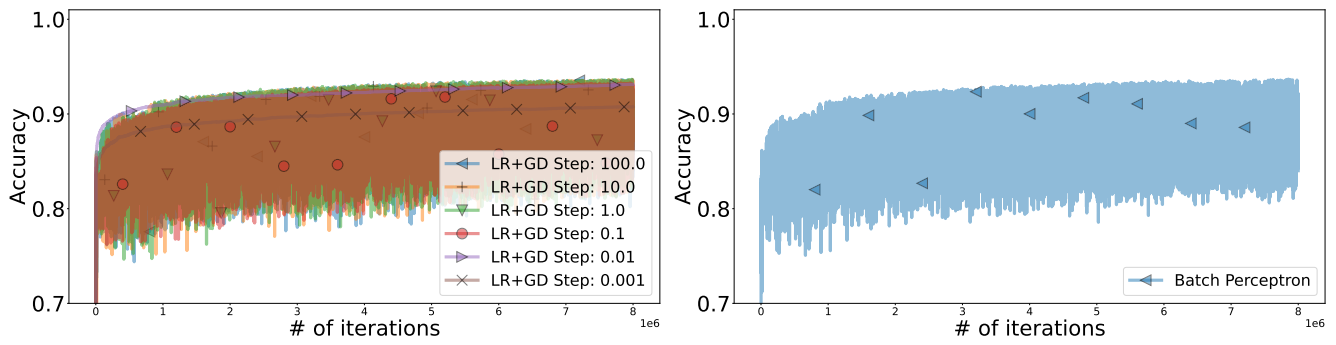 1.0
0.9
0.8
0.7
Accuracy
LR+GD Step: 100.0
LR+GD Step: 10.0
LR+GD Step: 1.0
LR+GD Step: 0.1
LR+GD Step: 0.01
LR+GD Step: 0.001
0 1 2 3 4 5 6 7 8
1e6
# of iterations
1.0
0.9
0.8
0.7
Accuracy
Batch Perceptron
0 1 2 3 4 5 6 7 8
1e6
# of iterations